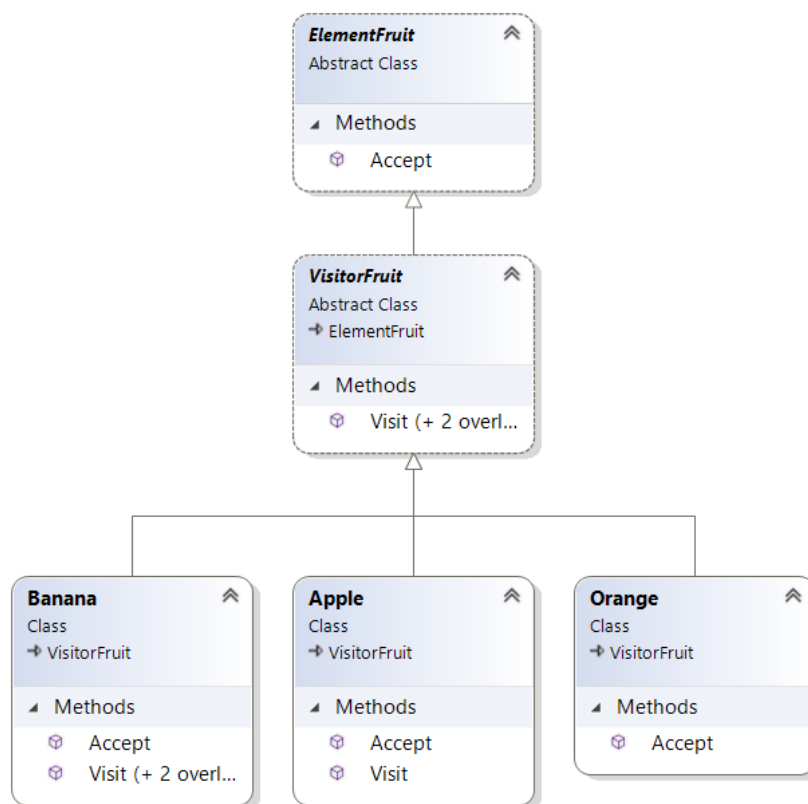 ElementFruit
Abstract Class
Methods
Accept
VisitorFruit
Abstract Class
ElementFruit
Methods
Visit (+ 2 overl...
Banana
Class
VisitorFruit
Methods
Accept
Visit (+ 2 overl...
Apple
Class
VisitorFruit
Methods
Accept
Visit
Orange
Class
VisitorFruit
Methods
Accept